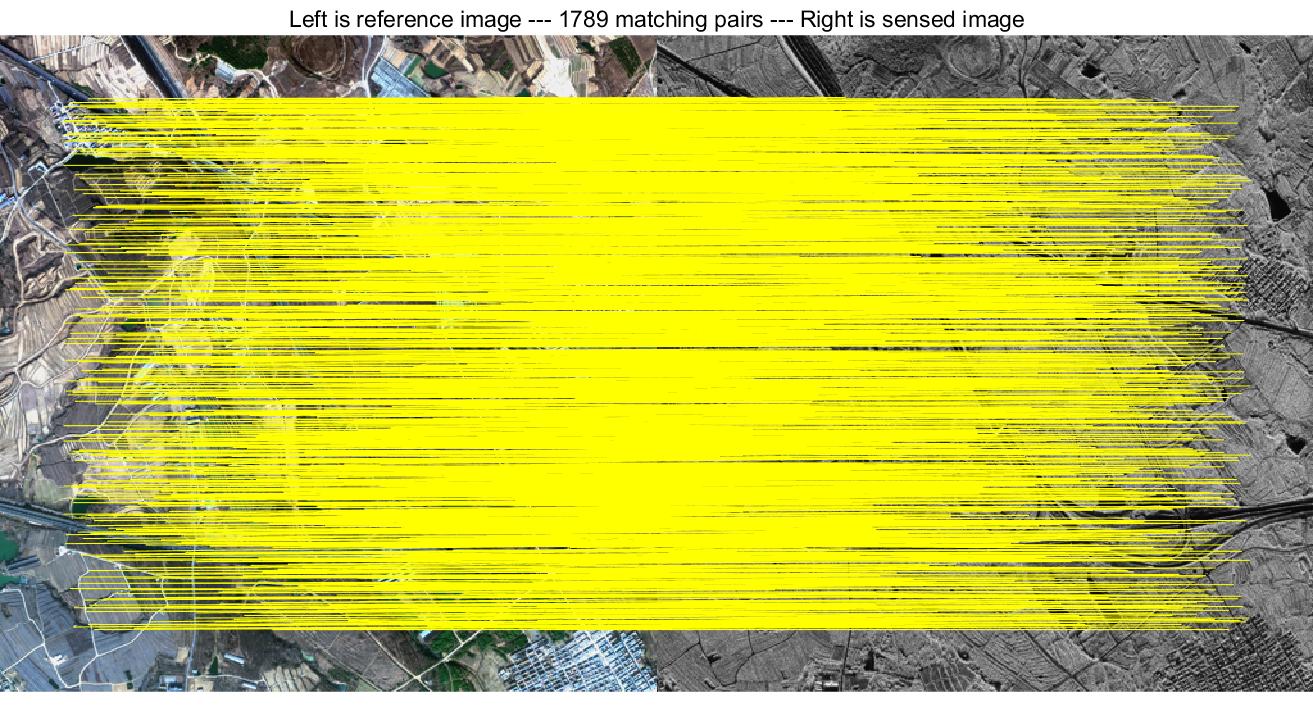 Left is reference image --- 1789 matching pairs --- Right is sensed image